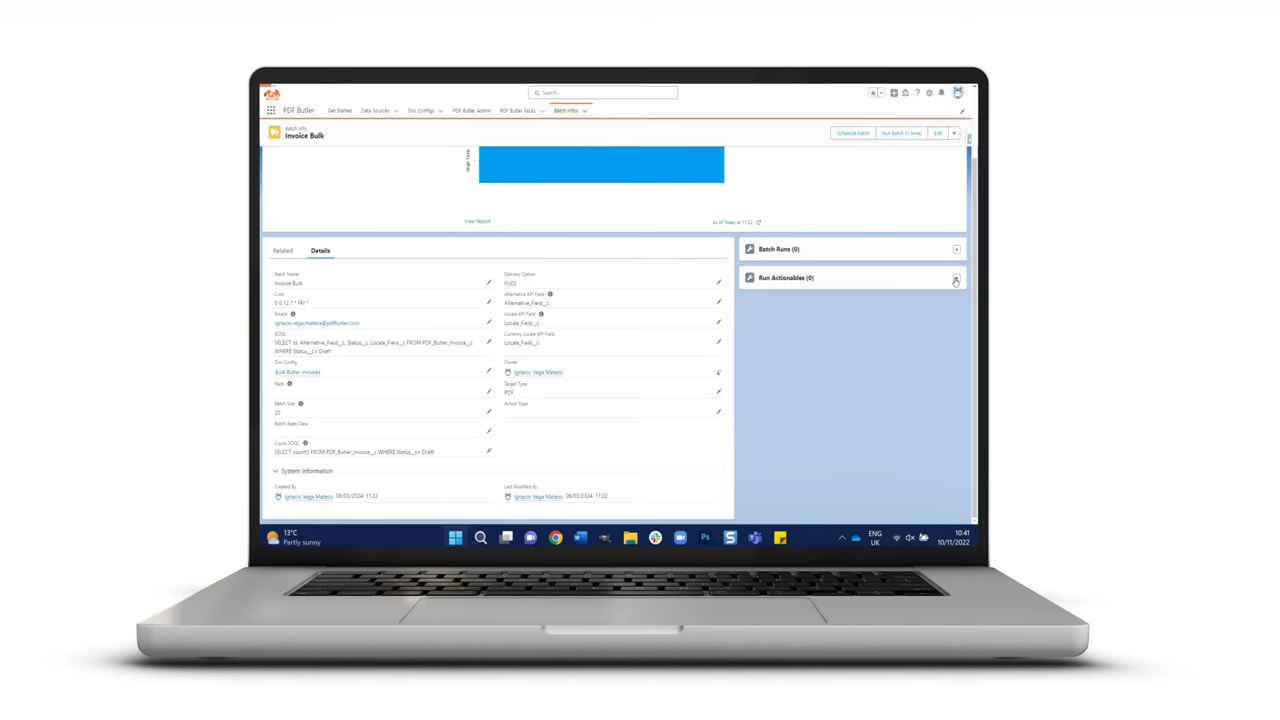 PDF Butler
Get Started
Data Sources
Doc Configs
PDF Butler Admin
PDF Butler Packs
Batch Infos
Search...
Batch Info
Invoice Bulk
Schedule batch
Run Batch (1 time)
Edit
Start Time
View Report
As of Today at 11:22
Related
Details
Batch Name
Invoice Bulk
Cron
0 0 12 ? * FRI *
Emails
ignacio.vega.mateos@pdfbutler.com
SOQL
SELECT Id, Alternative_Field__c, Status__c, Locale_Field__c FROM PDF_Butler_Invoice__c
WHERE Status__c='Draft'
Doc Config
Bulk Butler Invoices
Pack
Batch Size
20
Batch Apex Class
Count SOQL
SELECT count() FROM PDF_Butler_Invoice__c WHERE Status__c='Draft'
Delivery Option
FILES
Alternative API Field
Alternative_Field__c
Locale API Field
Locale_Field__c
Currency Locale API Field
Locale_Field__c
Owner
Ignacio Vega Mateos
Target Type
PDF
Action Type
System Information
Created By
Ignacio Vega Mateos, 08/03/2024, 11:22
Last Modified By
Ignacio Vega Mateos, 08/03/2024, 11:22
Batch Runs (0)
Run Actionables (0)
13°C
Partly sunny
Ps
ENG
UK
10:41
10/11/2022